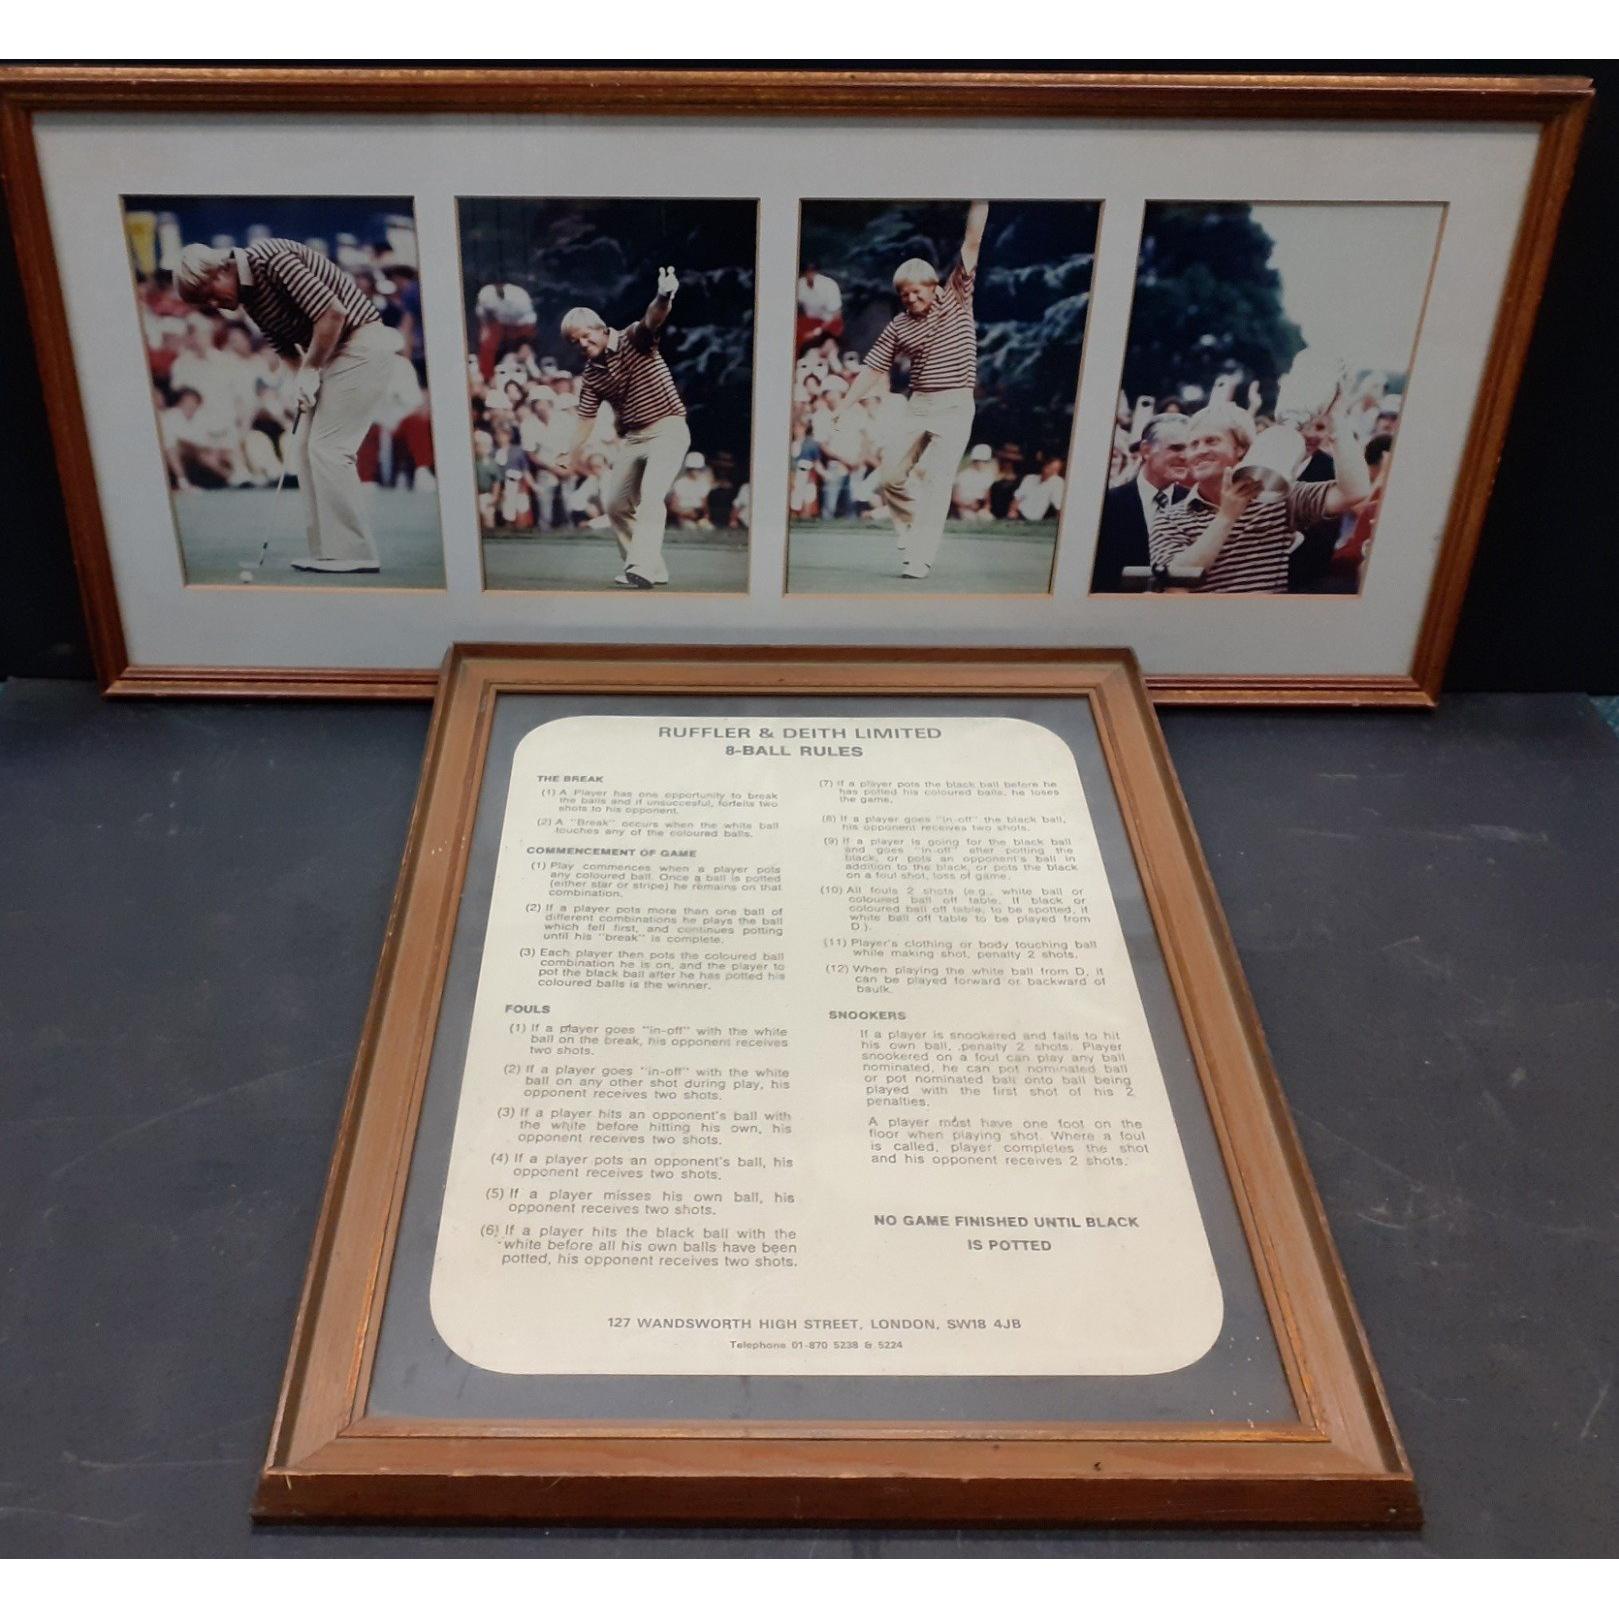 RUFFLER & DEITH LIMITED
8-BALL RULES
THE BREAK
(1) A Player has one opportunity to break
the balls and if unsuccesful, forfeits two
shots to his opponent.
(2) A "Break" occurs when the white ball
touches any of the coloured balls.
COMMENCEMENT OF GAME
(1) Play commences when a player pots
any coloured ball. Once a ball is potted
(either star or stripe) he remains on that
combination.
(2) If a player pots more than one ball of
different combinations he plays the ball
which fell first, and continues potting
until his "break" is complete.
(3) Each player then pots the coloured ball
combination he is on, and the player to
pot the black ball after he has potted his
coloured balls is the winner.
FOULS
(1) If a player goes "in-off" with the white
ball on the break, his opponent receives
two shots.
(2) If a player goes "in-off" with the white
ball on any other shot during play, his
opponent receives two shots.
(3) If a player hits an opponent's ball with
the white before hitting his own, his
opponent receives two shots.
(4) If a player pots an opponent's ball, his
opponent receives two shots.
(5) If a player misses his own ball, his
opponent receives two shots.
(6) If a player hits the black ball with the
white before all his own balls have been
potted, his opponent receives two shots.
(7) If a player pots the black ball before he
has potted his coloured balls, he loses
the game.
(8) If a player goes "in-off" the black ball,
his opponent receives two shots.
(9) If a player is going for the black ball
and goes "in-off" after potting the
black, or pots an opponent's ball in
addition to the black, or pots the black
on a foul shot, loss of game.
(10) All fouls 2 shots (e.g., white ball or
coloured ball off table. If black or
coloured ball off table, to be spotted, if
white ball off table to be played from
D.).
(11) Player's clothing or body touching ball
while making shot, penalty 2 shots.
(12) When playing the white ball from D, it
can be played forward or backward of
baulk.
SNOOKERS
If a player is snookered and fails to hit
his own ball, penalty 2 shots. Player
snookered on a foul can play any ball
nominated, he can pot nominated ball
or pot nominated ball onto ball being
played with the first shot of his 2
penalties.
A player must have one foot on the
floor when playing shot. Where a foul
is called, player completes the shot
and his opponent receives 2 shots.
NO GAME FINISHED UNTIL BLACK
IS POTTED
127 WANDSWORTH HIGH STREET, LONDON, SW18 4JB
Telephone 01-870 5238 & 5224